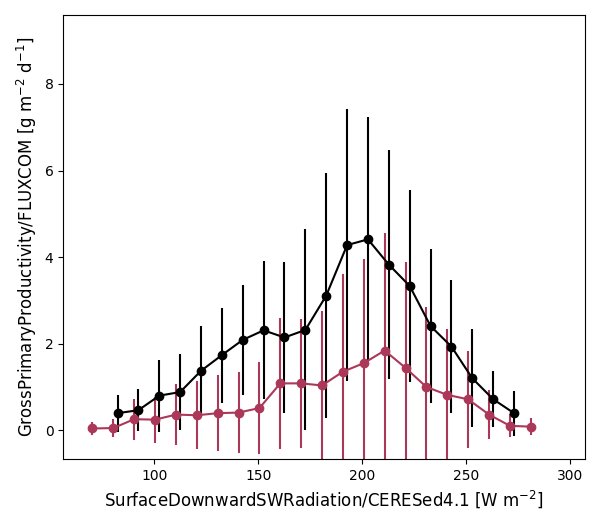 GrossPrimaryProductivity/FLUXCOM [g m⁻² d⁻¹]
8
6
4
2
0
100 150 200 250 300
SurfaceDownwardSWRadiation/CERESed4.1 [W m⁻²]